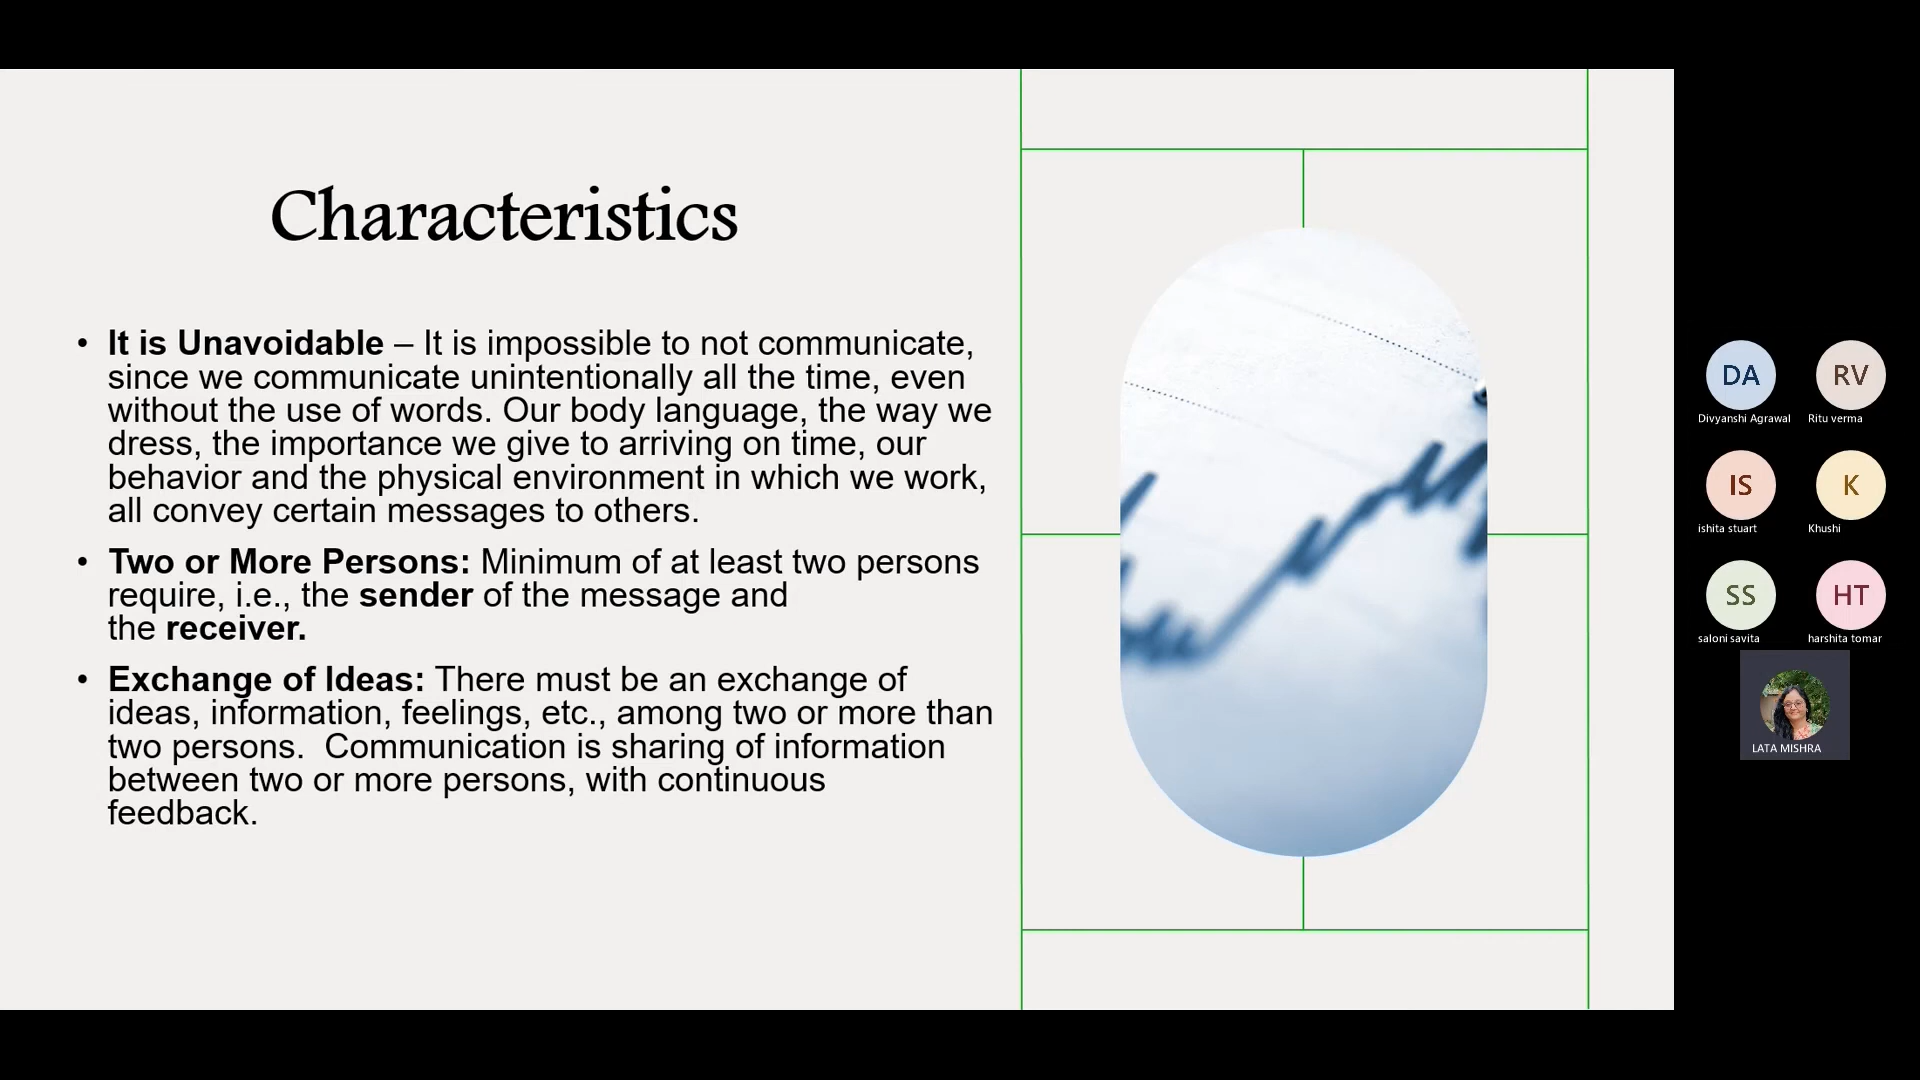 Characteristics
• It is Unavoidable – It is impossible to not communicate,
since we communicate unintentionally all the time, even
without the use of words. Our body language, the way we
dress, the importance we give to arriving on time, our
behavior and the physical environment in which we work,
all convey certain messages to others.
• Two or More Persons: Minimum of at least two persons
require, i.e., the sender of the message and
the receiver.
• Exchange of Ideas: There must be an exchange of
ideas, information, feelings, etc., among two or more than
two persons.  Communication is sharing of information
between two or more persons, with continuous
feedback.
DA
Divyanshi Agrawal
RV
Ritu verma
IS
ishita stuart
K
Khushi
SS
saloni savita
HT
harshita tomar
LATA MISHRA